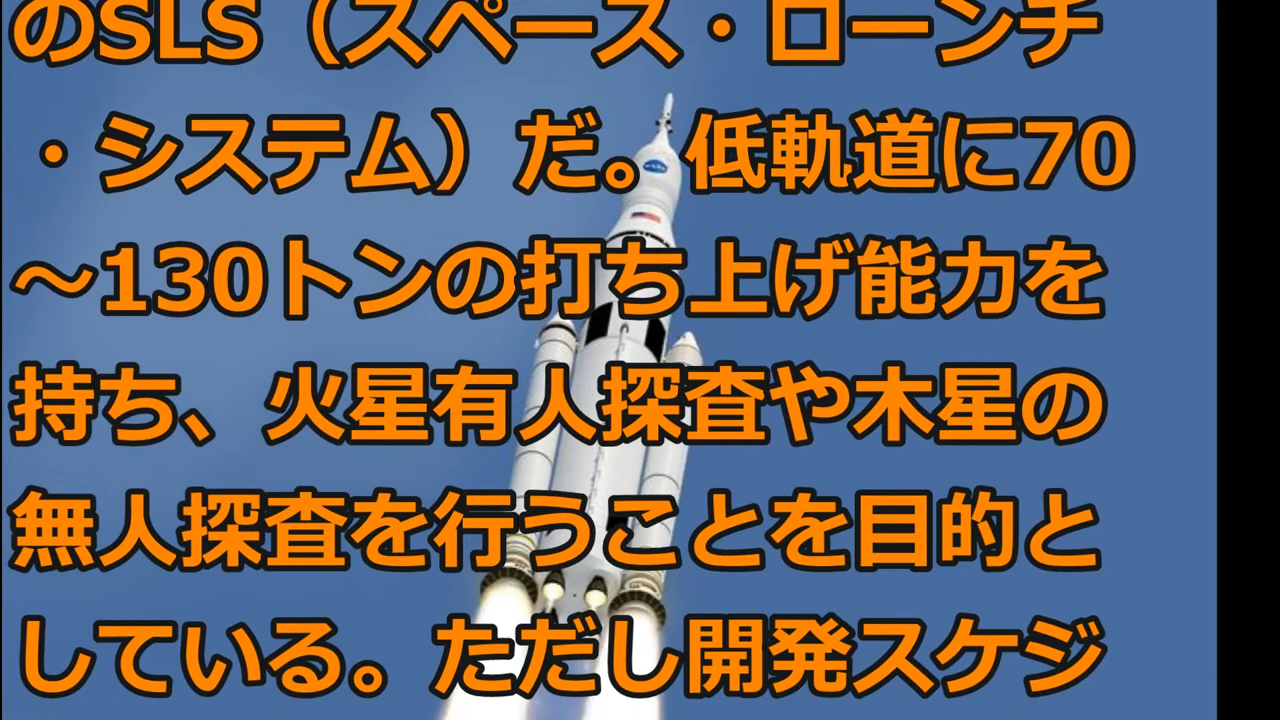 のSLS（スペース・ローンチ
・システム）だ。低軌道に70
～130トンの打ち上げ能力を
持ち、火星有人探査や木星の
無人探査を行うことを目的と
している。ただし開発スケジ